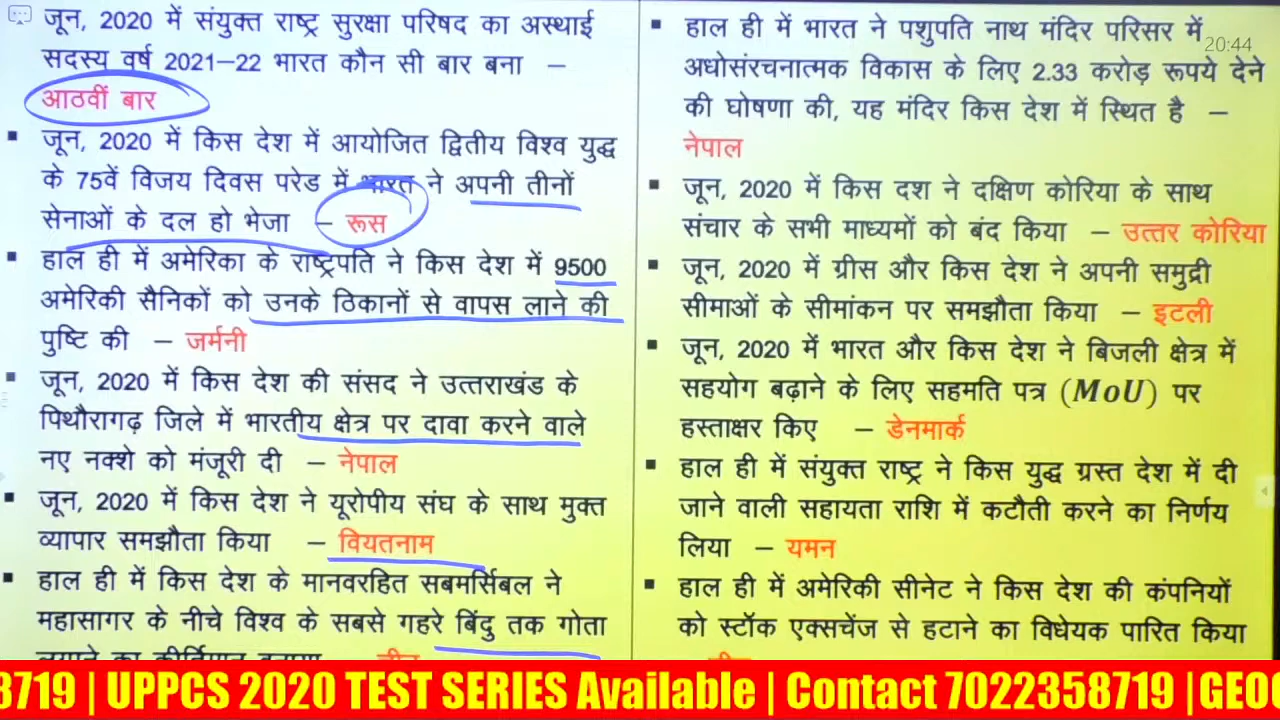 जून, 2020 में संयुक्त राष्ट्र सुरक्षा परिषद का अस्थाई
सदस्य वर्ष 2021–22 भारत कौन सी बार बना –
आठवीं बार
▪ जून, 2020 में किस देश में आयोजित द्वितीय विश्व युद्ध
के 75वें विजय दिवस परेड में भारत ने अपनी तीनों
सेनाओं के दल हो भेजा – रूस
▪ हाल ही में अमेरिका के राष्ट्रपति ने किस देश में 9500
अमेरिकी सैनिकों को उनके ठिकानों से वापस लाने की
पुष्टि की – जर्मनी
▪ जून, 2020 में किस देश की संसद ने उत्तराखंड के
पिथौरागढ़ जिले में भारतीय क्षेत्र पर दावा करने वाले
नए नक्शे को मंजूरी दी – नेपाल
▪ जून, 2020 में किस देश ने यूरोपीय संघ के साथ मुक्त
व्यापार समझौता किया – वियतनाम
▪ हाल ही में किस देश के मानवरहित सबमर्सिबल ने
महासागर के नीचे विश्व के सबसे गहरे बिंदु तक गोता
▪ हाल ही में भारत ने पशुपति नाथ मंदिर परिसर में
20:44
अधोसंरचनात्मक विकास के लिए 2.33 करोड़ रूपये देने
की घोषणा की, यह मंदिर किस देश में स्थित है –
नेपाल
▪ जून, 2020 में किस दश ने दक्षिण कोरिया के साथ
संचार के सभी माध्यमों को बंद किया – उत्तर कोरिया
▪ जून, 2020 में ग्रीस और किस देश ने अपनी समुद्री
सीमाओं के सीमांकन पर समझौता किया – इटली
▪ जून, 2020 में भारत और किस देश ने बिजली क्षेत्र में
सहयोग बढ़ाने के लिए सहमति पत्र (MoU) पर
हस्ताक्षर किए – डेनमार्क
▪ हाल ही में संयुक्त राष्ट्र ने किस युद्ध ग्रस्त देश में दी
जाने वाली सहायता राशि में कटौती करने का निर्णय
लिया – यमन
▪ हाल ही में अमेरिकी सीनेट ने किस देश की कंपनियों
को स्टॉक एक्सचेंज से हटाने का विधेयक पारित किया
8719 | UPPCS 2020 TEST SERIES Available | Contact 7022358719 |GEO